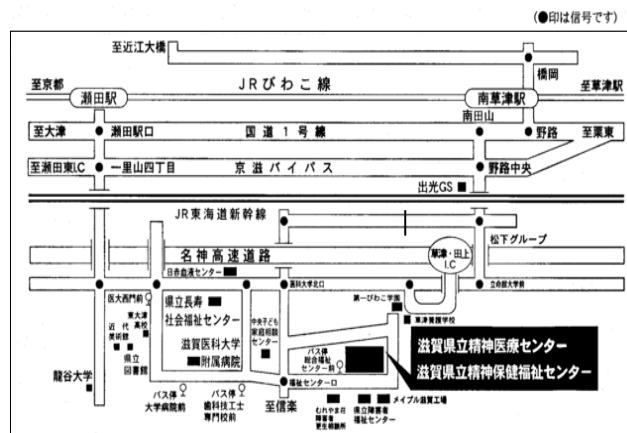 (●印は信号です)
至近江大橋
橋岡
至京都
JRびわこ線
至草津駅
瀬田駅
南草津駅
南田山
至大津
瀬田駅口
国道1号線
野路
至栗東
至瀬田東I.C
一里山四丁目
京滋バイパス
野路中央
出光GS
JR東海道新幹線
松下グループ
名神高速道路
草津・田上
I.C
日赤血液センター
医科大学北口
立命館大学前
医大西門前
県立長寿
社会福祉センター
第一びわこ学園
東大津
高校
中央子ども
家庭相談
センター
草津養護学校
近代
美術館
滋賀医科大学
附属病院
県立
図書館
バス停
総合福祉
センター前
滋賀県立精神医療センター
滋賀県立精神保健福祉センター
龍谷大学
福祉センター口
バス停
大学病院前
バス停
歯科技工士
専門校前
至信楽
むれやま荘
障害者
更生相談所
県立障害者
福祉センター
メイプル滋賀工場